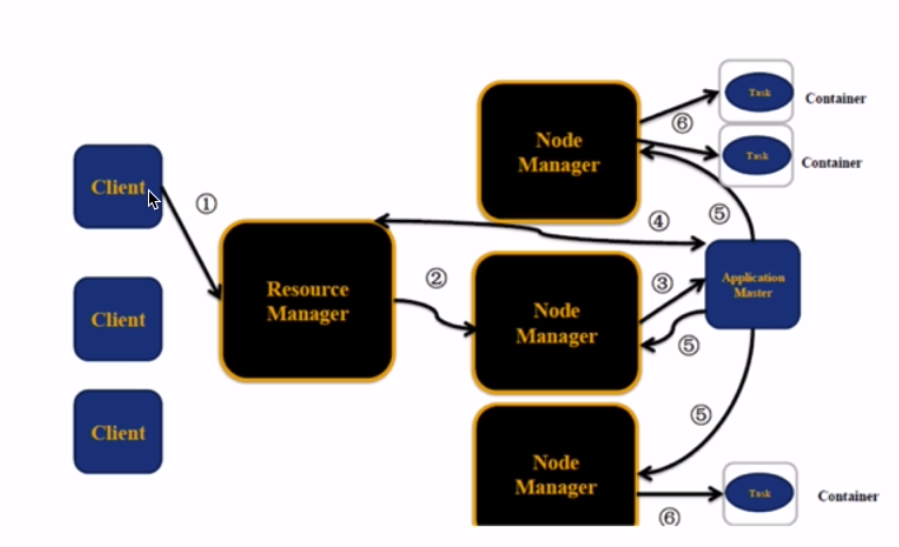 Client
①
Client
Client
Resource
Manager
②
Node
Manager
⑥
Task
Container
Task
Container
④
⑤
Node
Manager
③
⑤
Application
Master
⑤
Node
Manager
⑥
Task
Container